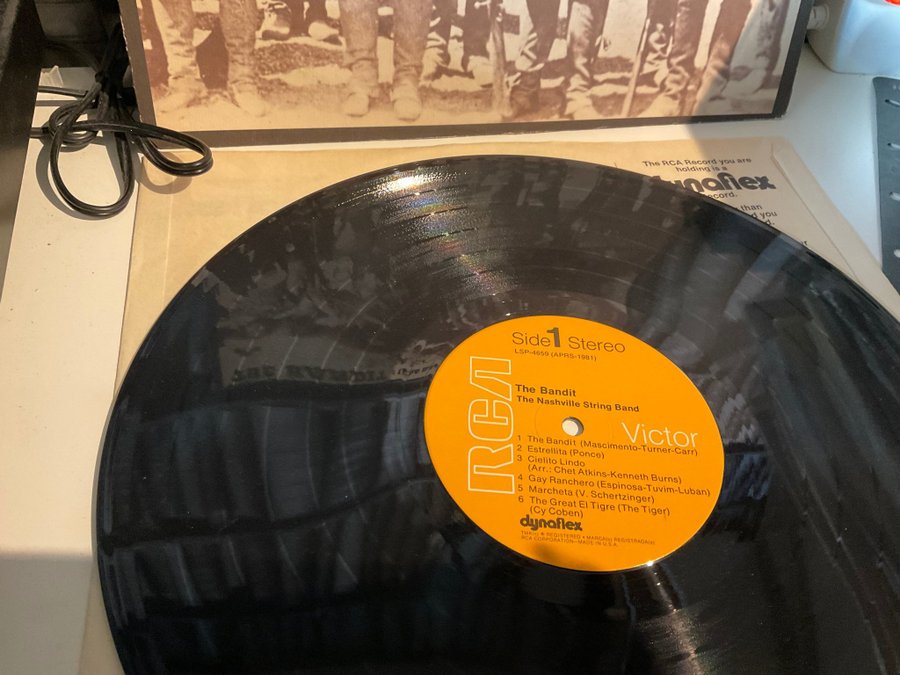 The RCA Record you are
holding is a
dynaflex
record.
than
you
Side 1 Stereo
LSP-4659 (APRS-1981)
RCA
The Bandit
The Nashville String Band
Victor
1 The Bandit (Mascimento-Turner-Carr)
2 Estrellita (Ponce)
3 Cielito Lindo
(Arr.: Chet Atkins-Kenneth Burns)
4 Gay Ranchero (Espinosa-Tuvim-Luban)
5 Marcheta (V. Schertzinger)
6 The Great El Tigre (The Tiger)
(Cy Coben)
dynaflex
TMK(s) ® REGISTERED • MARCA(s) REGISTRADA(s)
RCA CORPORATION—MADE IN U.S.A.